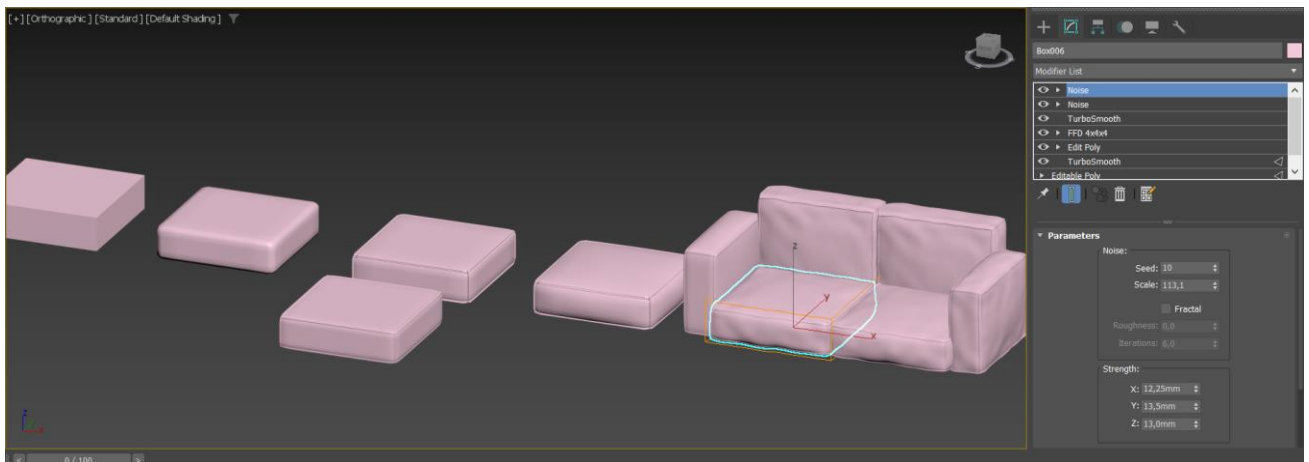 [+] [Orthographic ] [Standard ] [Default Shading ]
Box006
Modifier List
Noise
Noise
TurboSmooth
FFD 4x4x4
Edit Poly
TurboSmooth
Editable Poly
Parameters
Noise:
Seed: 10
Scale: 113,1
Fractal
Roughness: 0,0
Iterations: 6,0
Strength:
X: 12,25mm
Y: 13,5mm
Z: 13,0mm
z
y
x
z
x
< 0 / 100 >